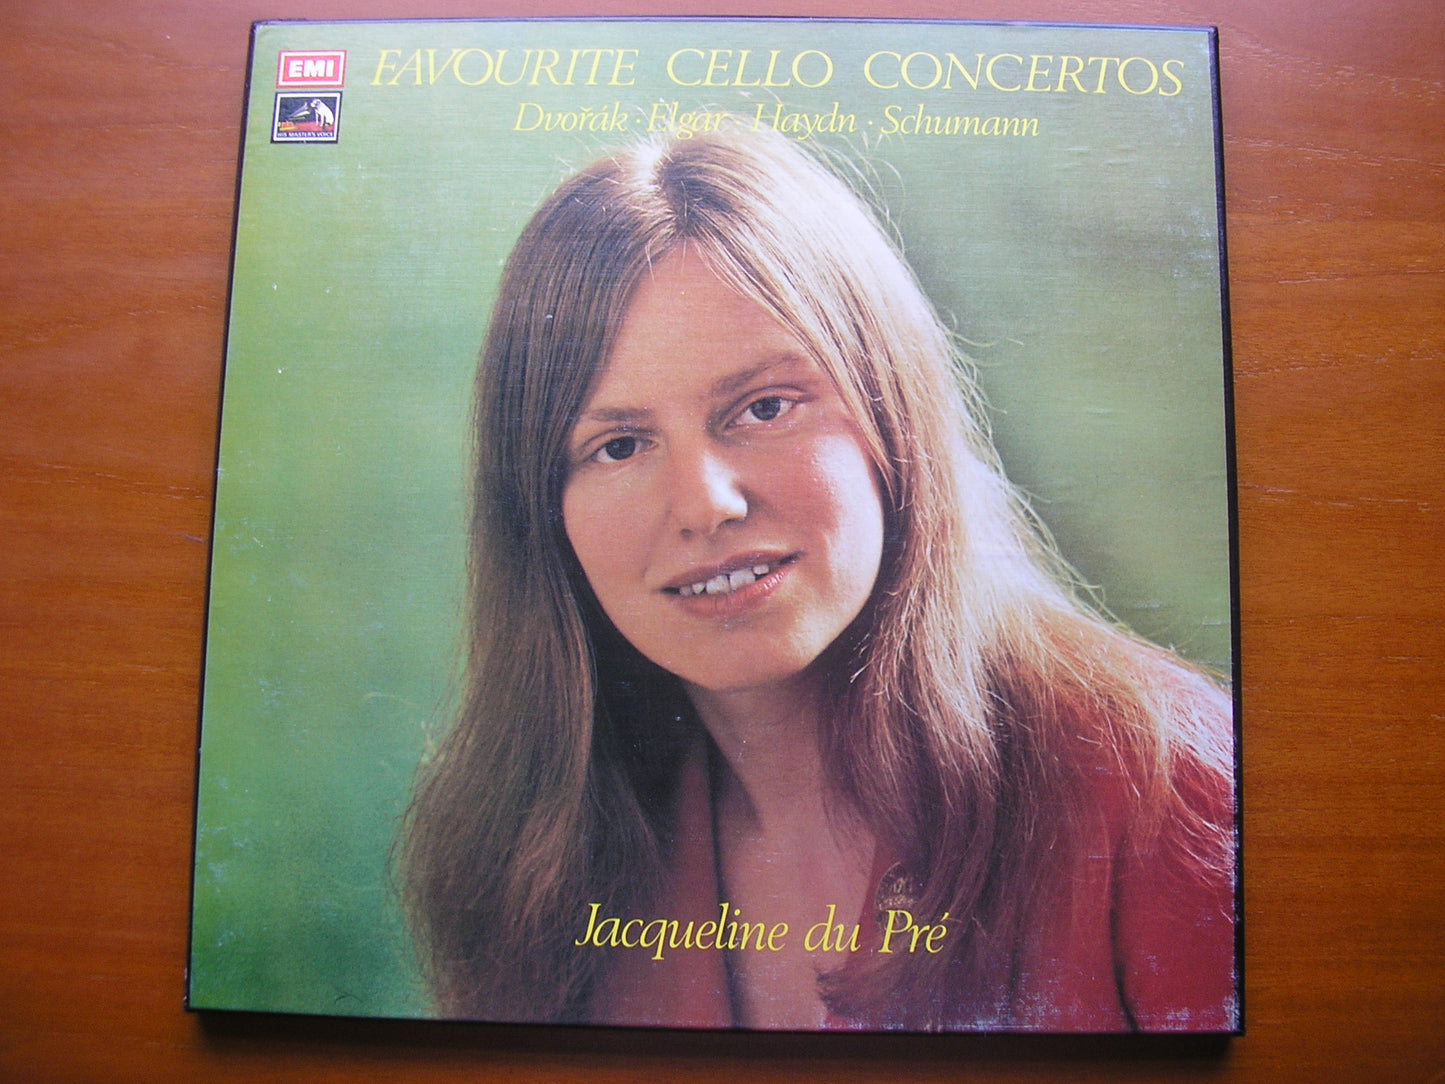 EMI
FAVOURITE CELLO CONCERTOS
Dvořák · Elgar · Haydn · Schumann
HIS MASTER'S VOICE
Jacqueline du Pré